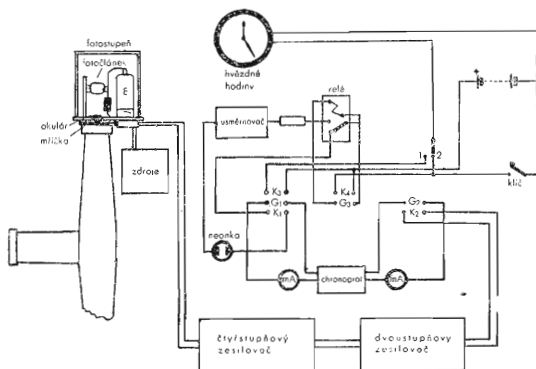 fotostupeň
fotočlánek
E
okulár
mřížka
zdroje
hvězdné
hodiny
usměrňovač
relé
1
2
klíč
K3
G1
K1
K4
G3
G2
K2
neonka
mA
chronograf
mA
čtyřstupňový
zesilovač
dvoustupňový
zesilovač